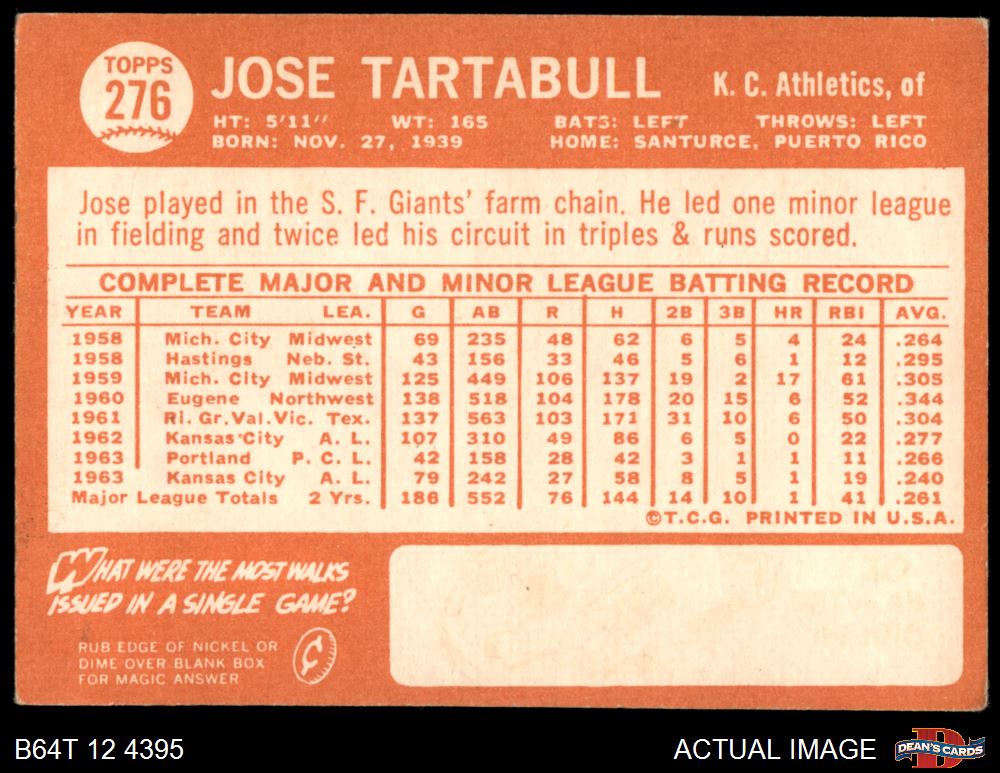 TOPPS
276
JOSE TARTABULL K. C. Athletics, of
HT: 5'11" WT: 165 BATS: LEFT THROWS: LEFT
BORN: NOV. 27, 1939 HOME: SANTURCE, PUERTO RICO
Jose played in the S. F. Giants' farm chain. He led one minor league
in fielding and twice led his circuit in triples & runs scored.
COMPLETE MAJOR AND MINOR LEAGUE BATTING RECORD
YEAR TEAM LEA. G AB R H 2B 3B HR RBI AVG.
1958 Mich. City Midwest 69 235 48 62 6 5 4 24 .264
1958 Hastings Neb. St. 43 156 33 46 5 6 1 12 .295
1959 Mich. City Midwest 125 449 106 137 19 2 17 61 .305
1960 Eugene Northwest 138 518 104 178 20 15 6 52 .344
1961 Ri. Gr. Val. Vic. Tex. 137 563 103 171 31 10 6 50 .304
1962 Kansas City A. L. 107 310 49 86 6 5 0 22 .277
1963 Portland P. C. L. 42 158 28 42 3 1 1 11 .266
1963 Kansas City A. L. 79 242 27 58 8 5 1 19 .240
Major League Totals 2 Yrs. 186 552 76 144 14 10 1 41 .261
©T.C.G. PRINTED IN U.S.A.
WHAT WERE THE MOST WALKS
ISSUED IN A SINGLE GAME?
RUB EDGE OF NICKEL OR
DIME OVER BLANK BOX
FOR MAGIC ANSWER
¢
B64T 12 4395 ACTUAL IMAGE
D
DEAN'S CARDS